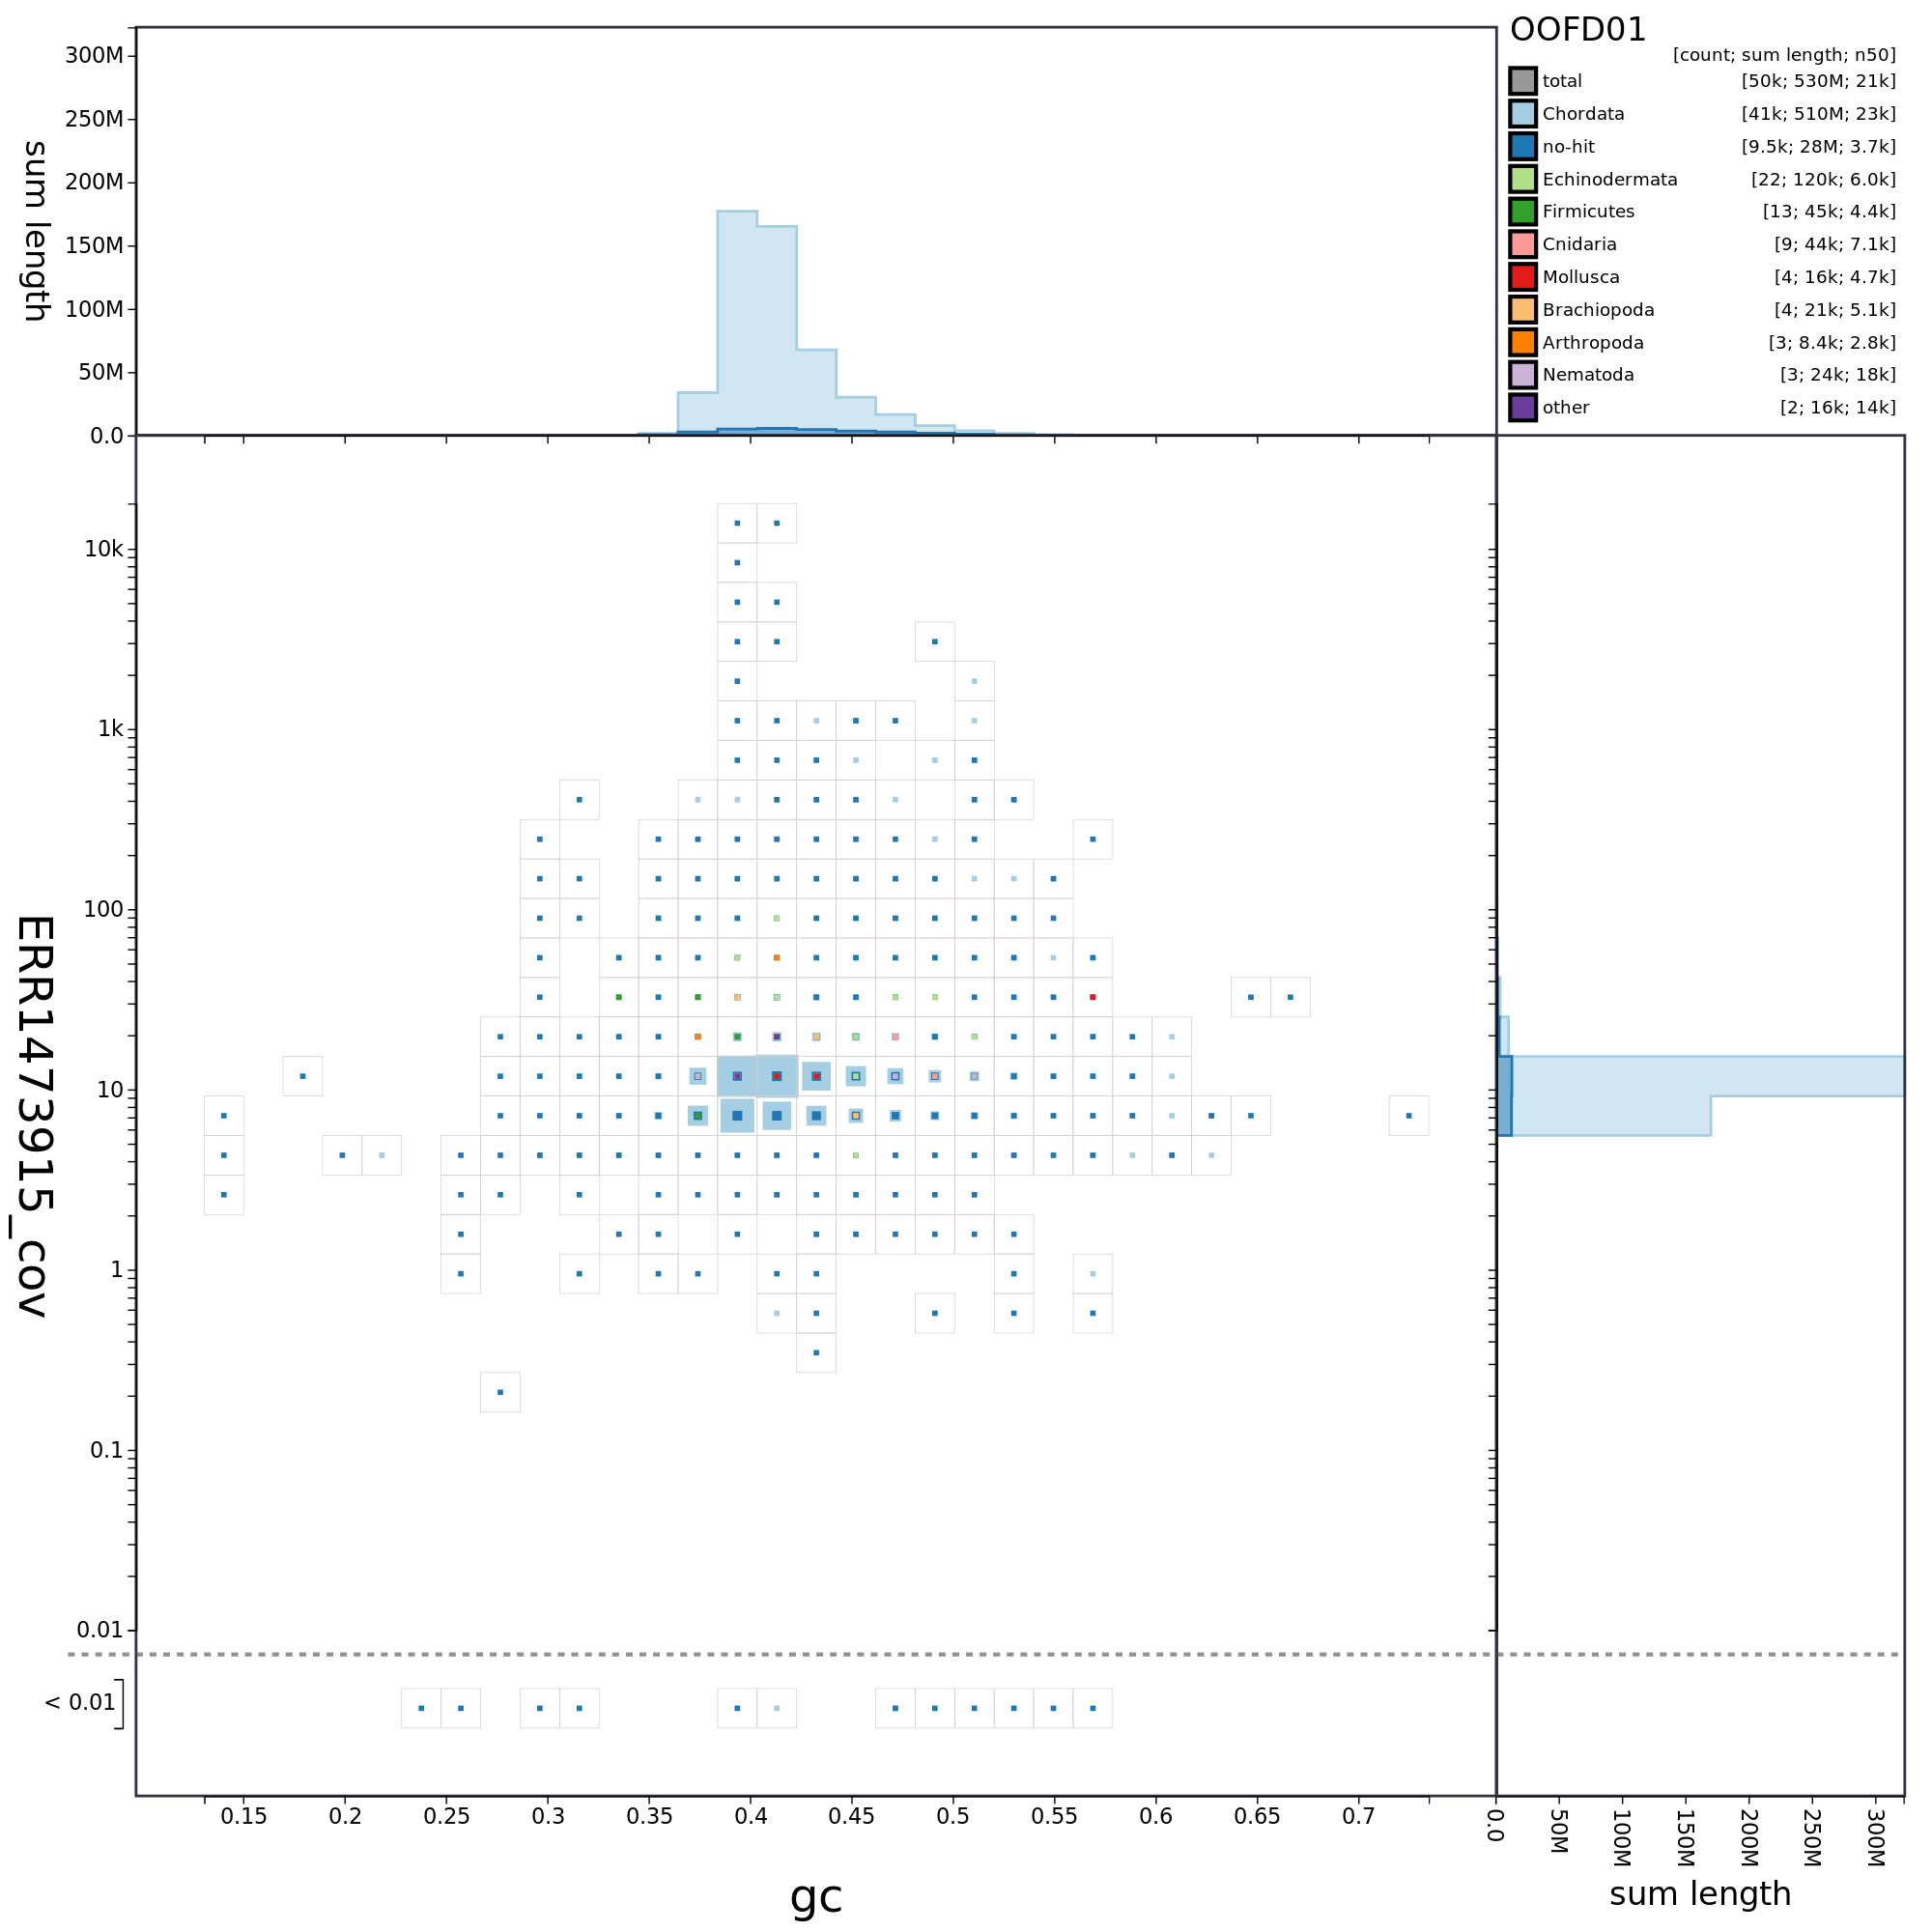 OOFD01
[count; sum length; n50]
total [50k; 530M; 21k]
Chordata [41k; 510M; 23k]
no-hit [9.5k; 28M; 3.7k]
Echinodermata [22; 120k; 6.0k]
Firmicutes [13; 45k; 4.4k]
Cnidaria [9; 44k; 7.1k]
Mollusca [4; 16k; 4.7k]
Brachiopoda [4; 21k; 5.1k]
Arthropoda [3; 8.4k; 2.8k]
Nematoda [3; 24k; 18k]
other [2; 16k; 14k]
sum length
300M
250M
200M
150M
100M
50M
0.0
ERR1473915_cov
10k
1k
100
10
1
0.1
0.01
< 0.01
0.15 0.2 0.25 0.3 0.35 0.4 0.45 0.5 0.55 0.6 0.65 0.7
gc
0.0 50M 100M 150M 200M 250M 300M
sum length